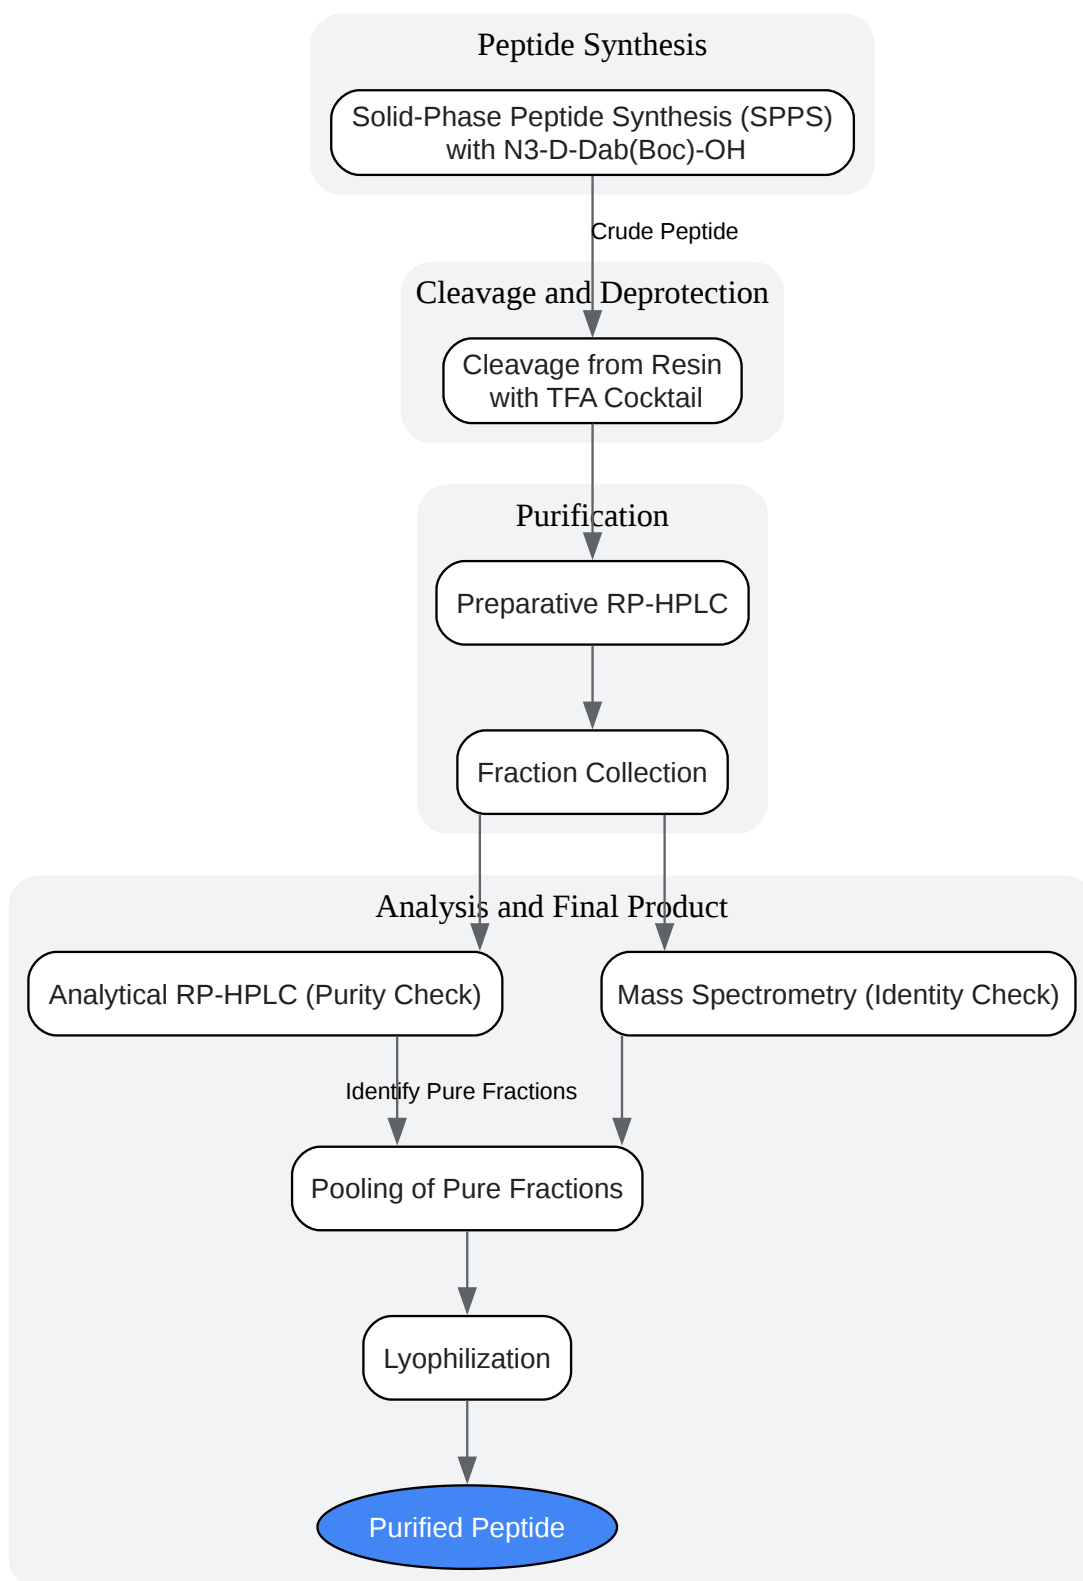 Peptide Synthesis
Solid-Phase Peptide Synthesis (SPPS)
with N3-D-Dab(Boc)-OH
Crude Peptide
Cleavage and Deprotection
Cleavage from Resin
with TFA Cocktail
Purification
Preparative RP-HPLC
Fraction Collection
Analysis and Final Product
Analytical RP-HPLC (Purity Check)
Mass Spectrometry (Identity Check)
Identify Pure Fractions
Pooling of Pure Fractions
Lyophilization
Purified Peptide